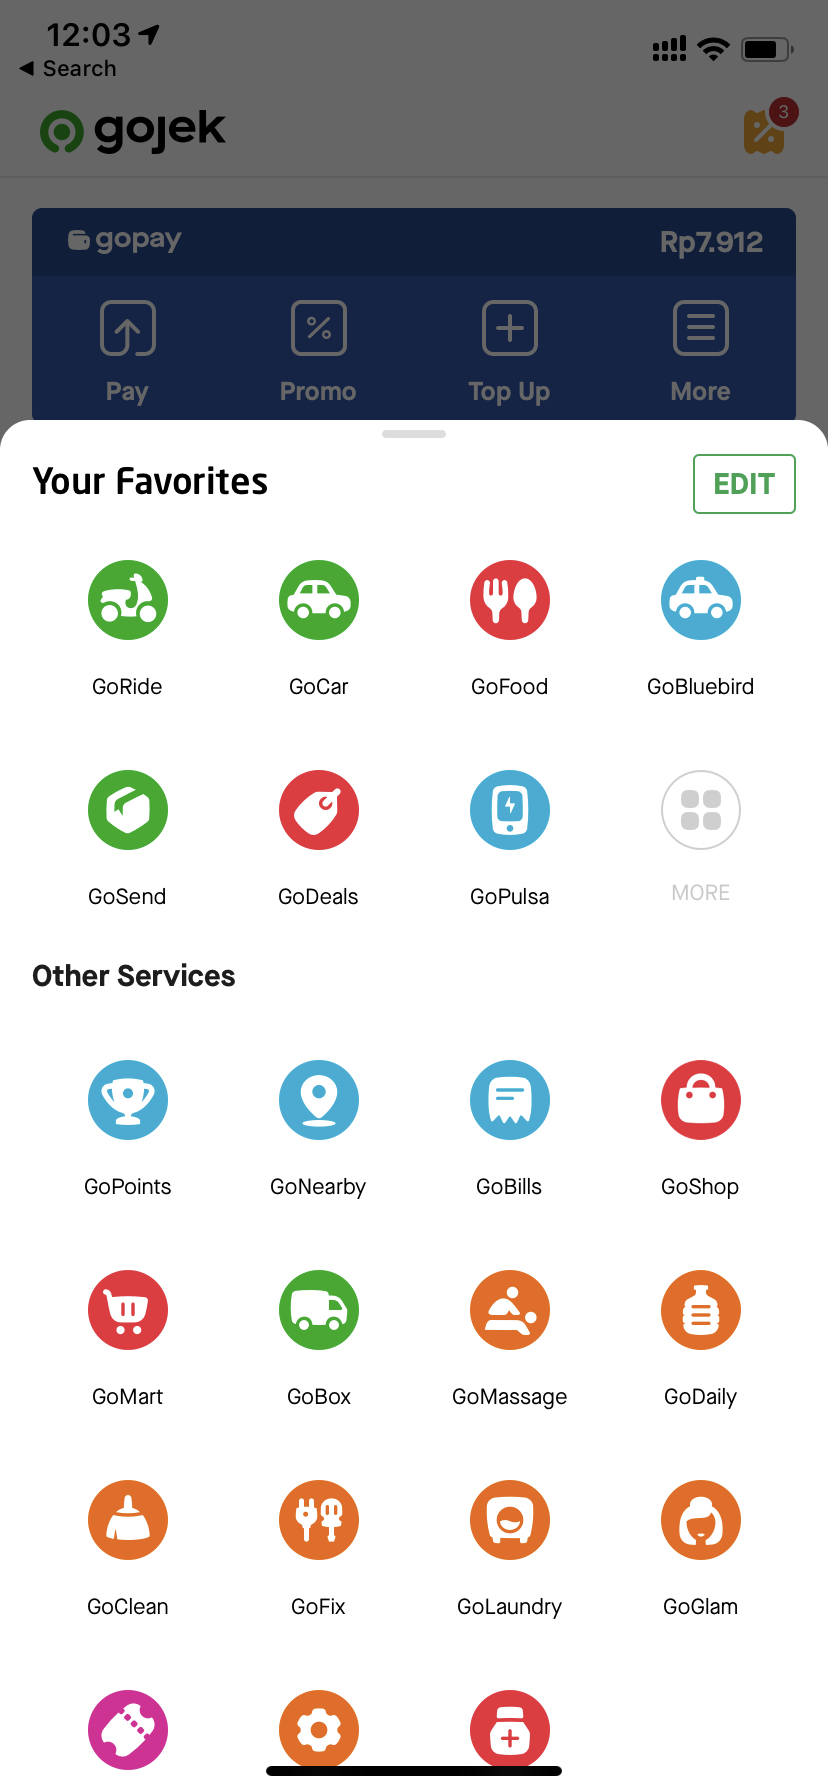 12:03
◀ Search
gojek
3
gopay Rp7.912
Pay Promo Top Up More
Your Favorites EDIT
GoRide GoCar GoFood GoBluebird
GoSend GoDeals GoPulsa MORE
Other Services
GoPoints GoNearby GoBills GoShop
GoMart GoBox GoMassage GoDaily
GoClean GoFix GoLaundry GoGlam